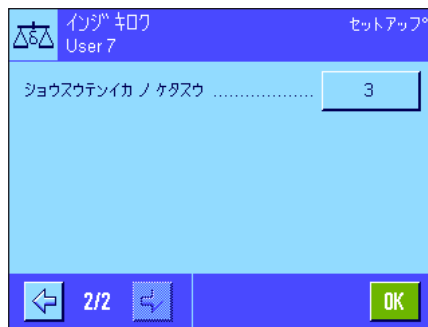 インジ キロク
セットアップ
User 7
ショウスウテンイカ ノ ケタスウ ................... 3
2/2
OK